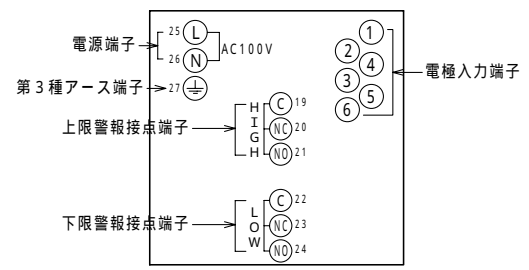 電源端子
25 L
26 N
AC100V
第3種アース端子
27
上限警報接点端子
HIGH
C 19
NC 20
NO 21
下限警報接点端子
LOW
C 22
NC 23
NO 24
1
2
4
3
5
6
電極入力端子